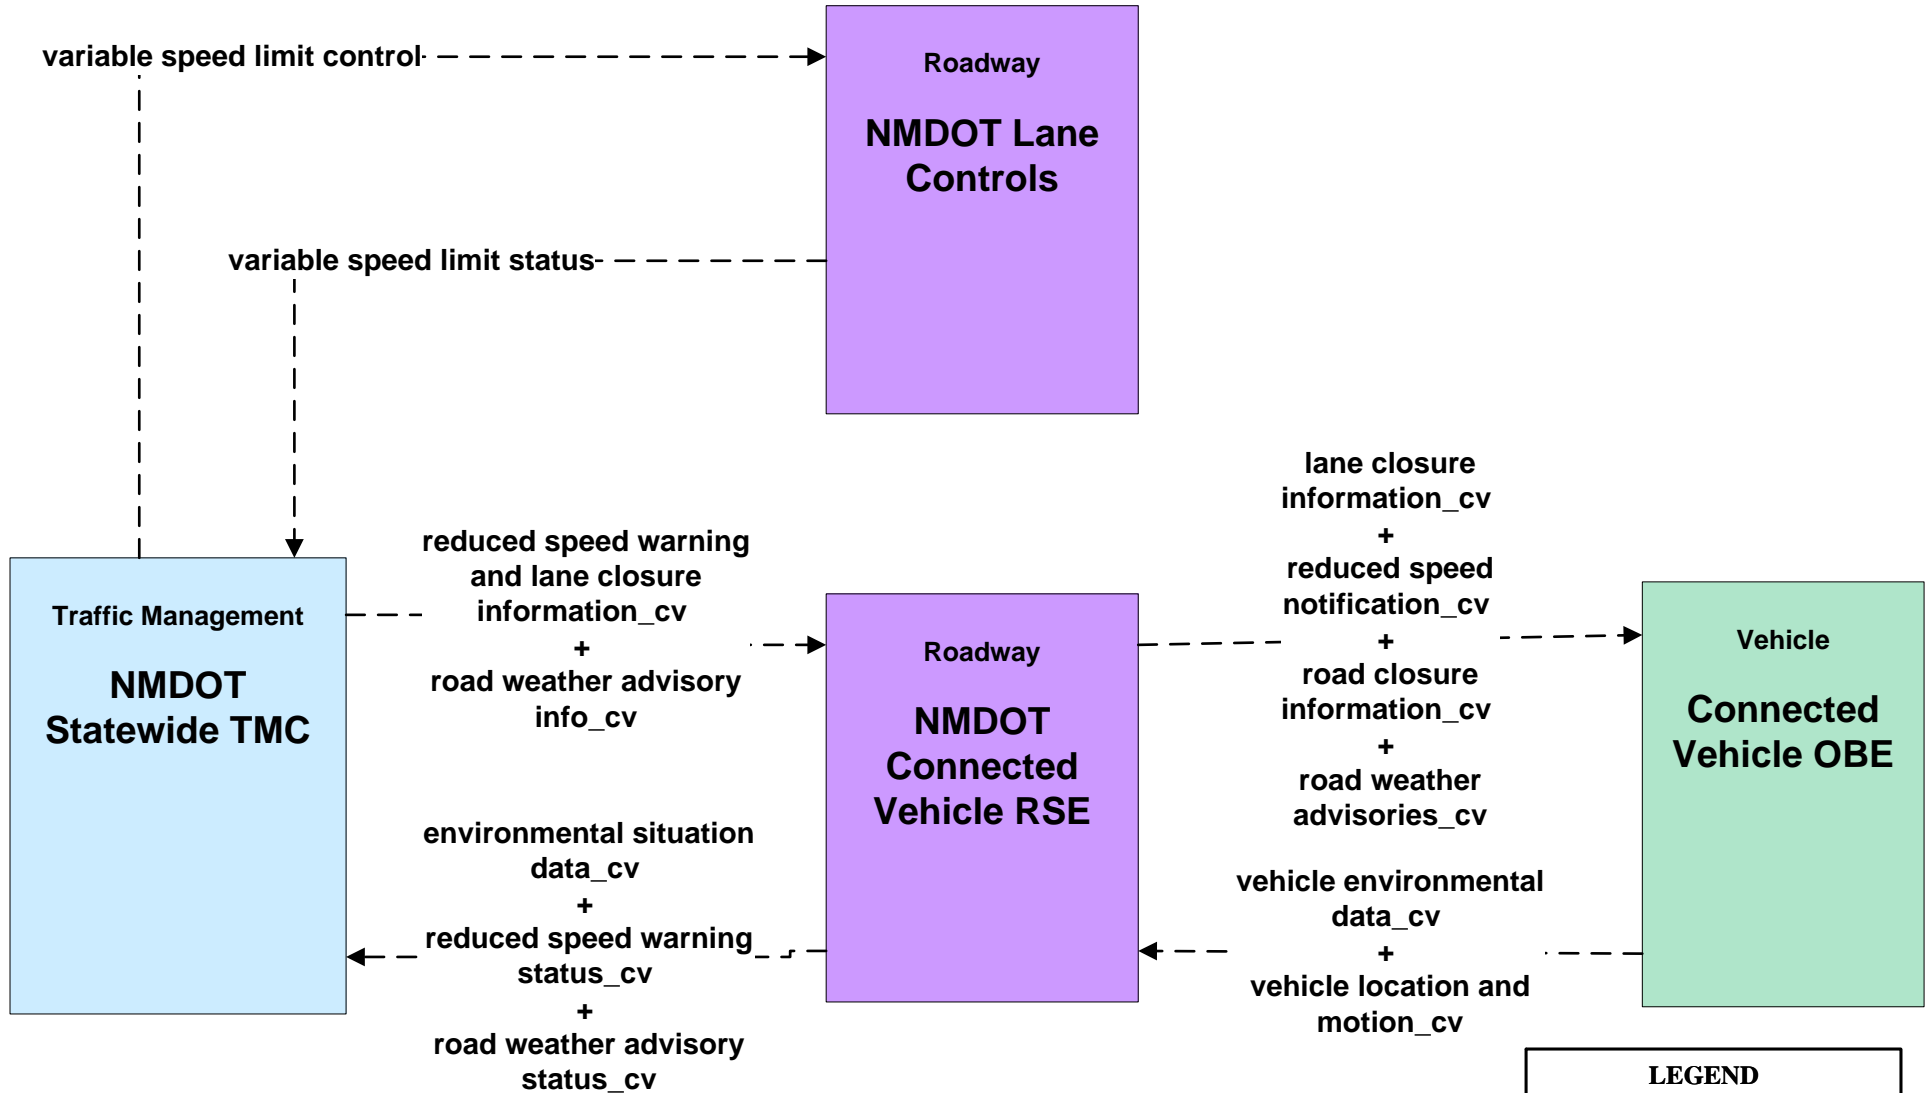 variable speed limit control
Roadway
NMDOT Lane
Controls
variable speed limit status
Traffic Management
NMDOT
Statewide TMC
reduced speed warning
and lane closure
information_cv
+
road weather advisory
info_cv
environmental situation
data_cv
+
reduced speed warning
status_cv
+
road weather advisory
status_cv
Roadway
NMDOT
Connected
Vehicle RSE
lane closure
information_cv
+
reduced speed
notification_cv
+
road closure
information_cv
+
road weather
advisories_cv
vehicle environmental
data_cv
+
vehicle location and
motion_cv
Vehicle
Connected
Vehicle OBE
LEGEND